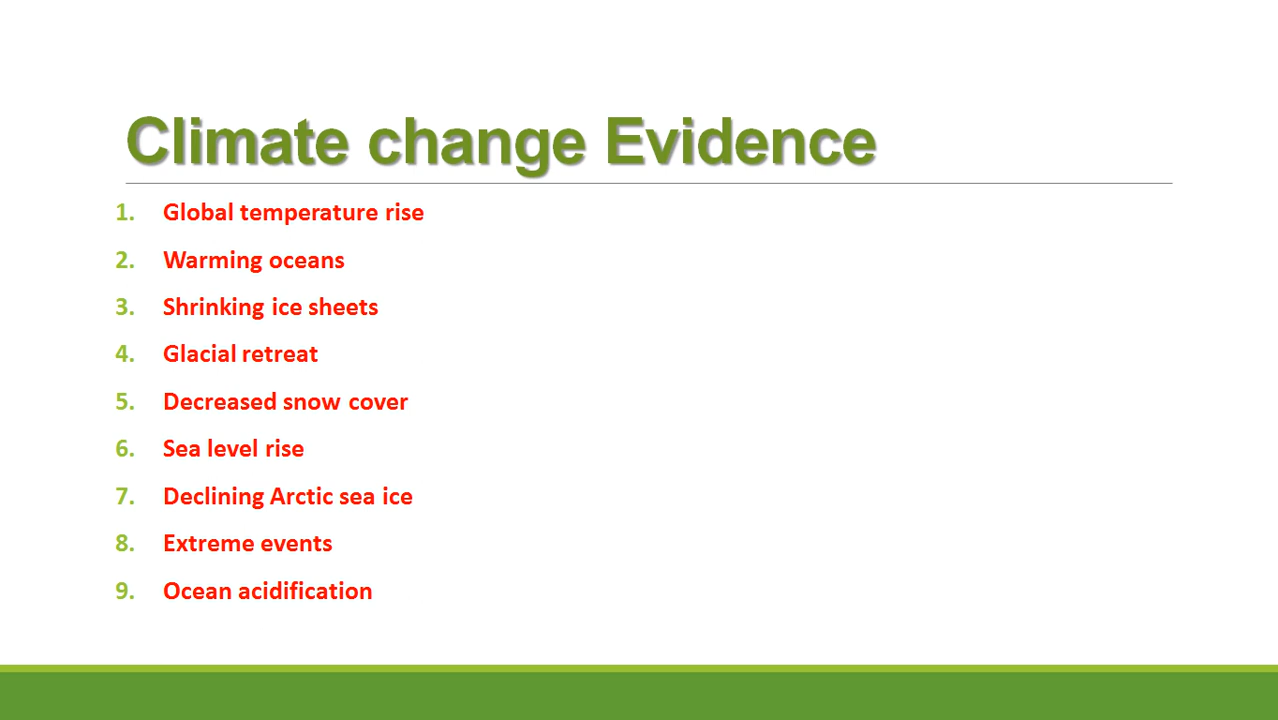 Climate change Evidence
1. Global temperature rise
2. Warming oceans
3. Shrinking ice sheets
4. Glacial retreat
5. Decreased snow cover
6. Sea level rise
7. Declining Arctic sea ice
8. Extreme events
9. Ocean acidification